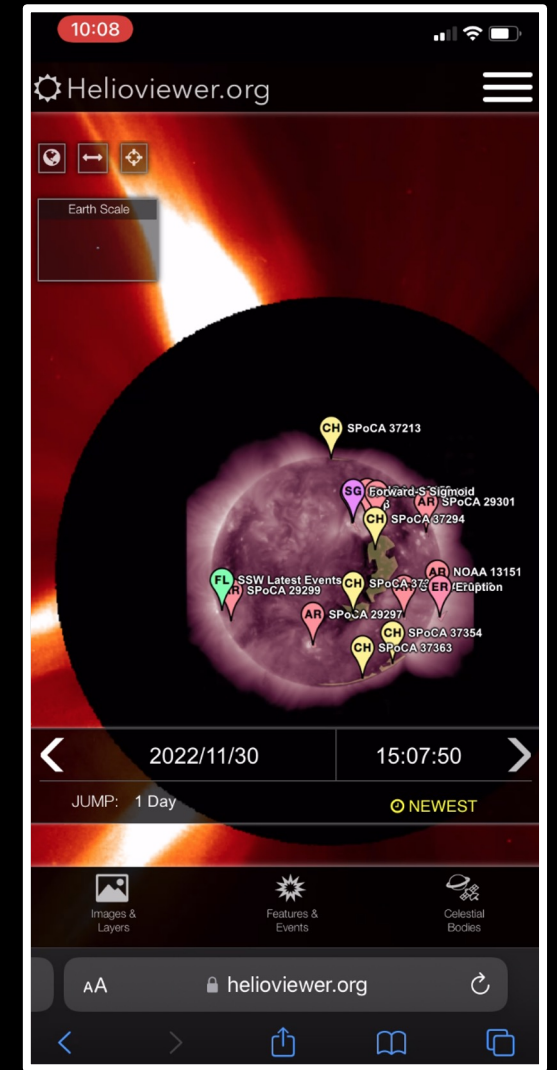 10:08
Helioviewer.org
Earth Scale
CH SPoCA 37213
SG Forward-S Sigmoid
AR SPoCA 29301
CH SPoCA 37294
AR NOAA 13151
FL SSW Latest Events
CH
ER Eruption
SPoCA 29299
AR SPoCA 29297
CH SPoCA 37354
CH SPoCA 37363
2022/11/30
15:07:50
JUMP: 1 Day
NEWEST
Images &
Layers
Features &
Events
Celestial
Bodies
AA
helioviewer.org